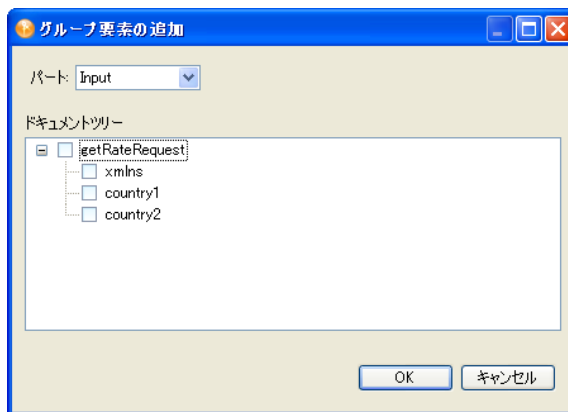 グループ要素の追加
パート: Input
ドキュメントツリー
getRateRequest
xmlns
country1
country2
OK キャンセル